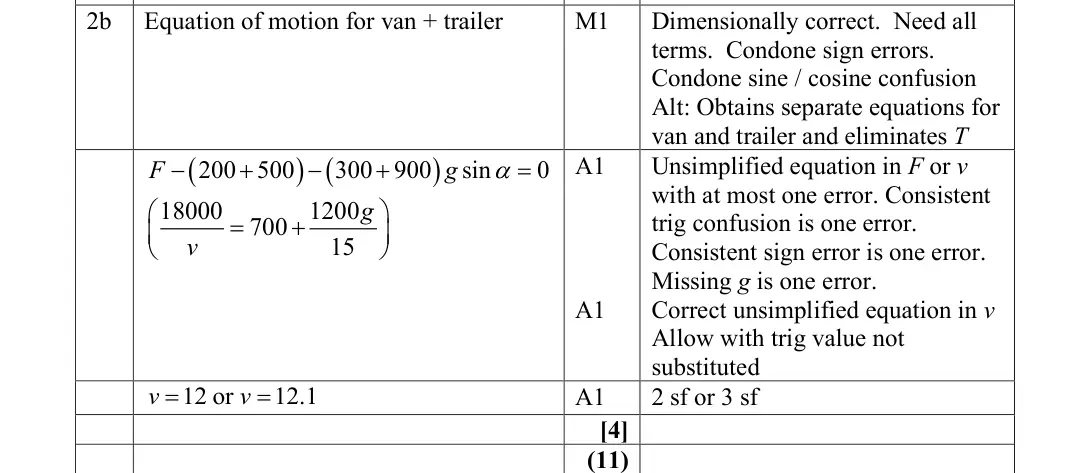 2b Equation of motion for van + trailer M1 Dimensionally correct. Need all
terms. Condone sign errors.
Condone sine / cosine confusion
Alt: Obtains separate equations for
van and trailer and eliminates T
F − (200 + 500) − (300 + 900) g sin α = 0 A1 Unsimplified equation in F or v
(18000/v = 700 + 1200g/15) with at most one error. Consistent
trig confusion is one error.
Consistent sign error is one error.
Missing g is one error.
A1 Correct unsimplified equation in v
Allow with trig value not
substituted
v = 12 or v = 12.1 A1 2 sf or 3 sf
[4]
(11)